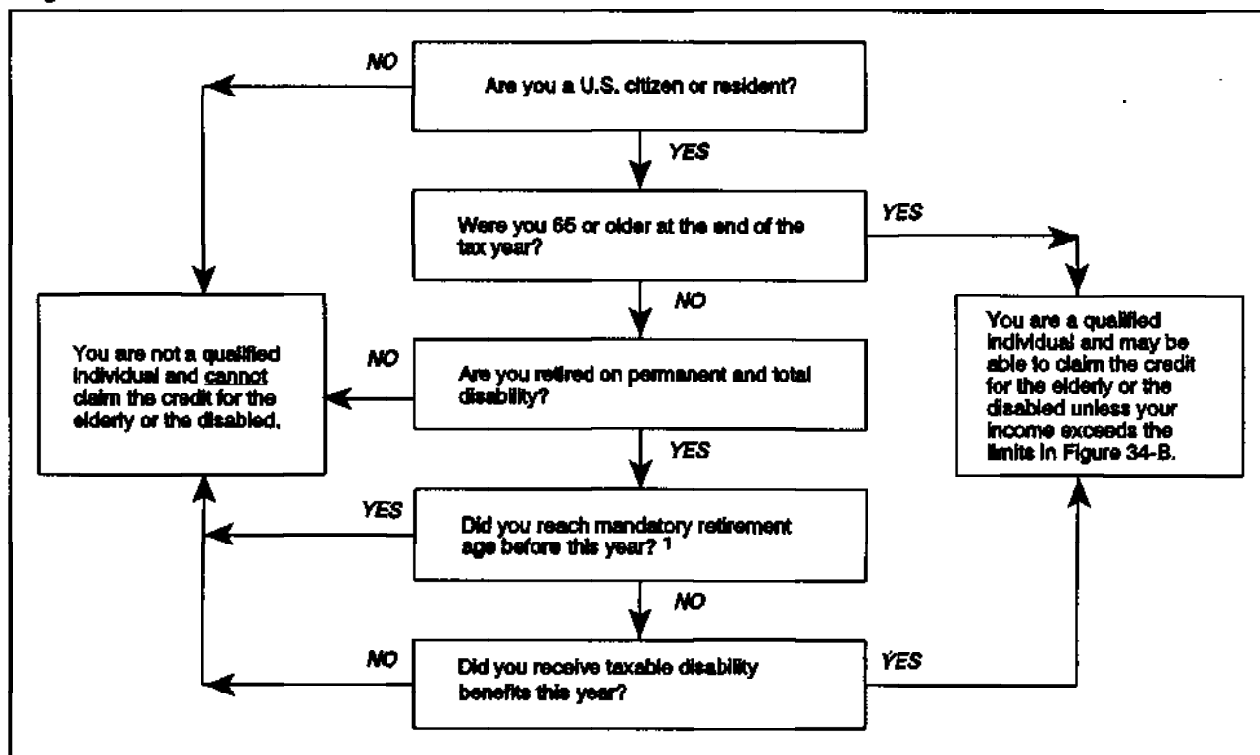 NO
Are you a U.S. citizen or resident?
YES
Were you 65 or older at the end of the
tax year?
YES
NO
You are not a qualified
individual and cannot
claim the credit for the
elderly or the disabled.
NO
Are you retired on permanent and total
disability?
You are a qualified
individual and may be
able to claim the credit
for the elderly or the
disabled unless your
income exceeds the
limits in Figure 34-B.
YES
YES
Did you reach mandatory retirement
age before this year? 1
NO
NO
Did you receive taxable disability
benefits this year?
YES